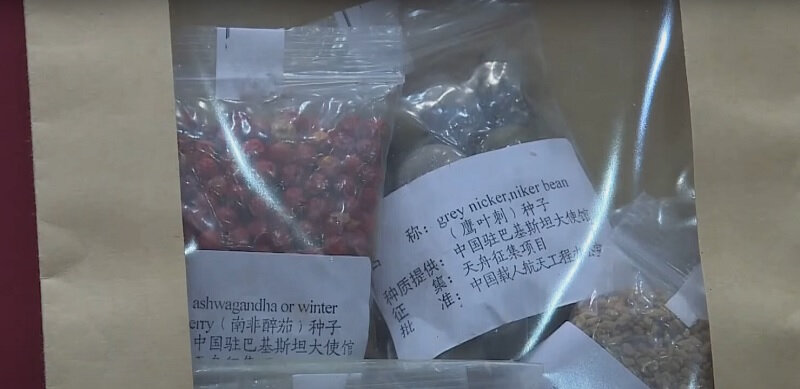 ashwagandha or winter
erry（南非醉茄）种子
中国驻巴基斯坦大使馆
称：grey nicker,niker bean
（鹰叶刺）种子
种质提供：中国驻巴基斯坦大使馆
征 集：天舟征集项目
批 准：中国载人航天工程办公室